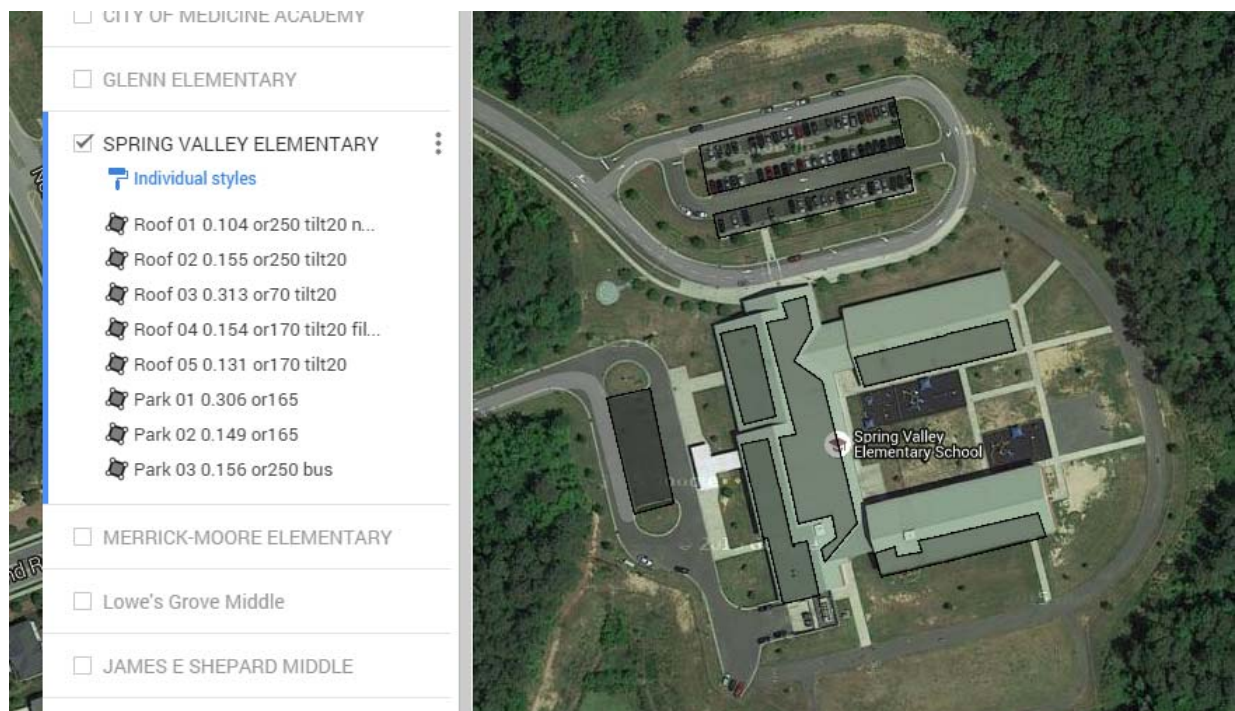 CITY OF MEDICINE ACADEMY
GLENN ELEMENTARY
SPRING VALLEY ELEMENTARY
Individual styles
Roof 01 0.104 or250 tilt20 n...
Roof 02 0.155 or250 tilt20
Roof 03 0.313 or70 tilt20
Roof 04 0.154 or170 tilt20 fil...
Roof 05 0.131 or170 tilt20
Park 01 0.306 or165
Park 02 0.149 or165
Park 03 0.156 or250 bus
MERRICK-MOORE ELEMENTARY
Lowe's Grove Middle
JAMES E SHEPARD MIDDLE
Spring Valley
Elementary School